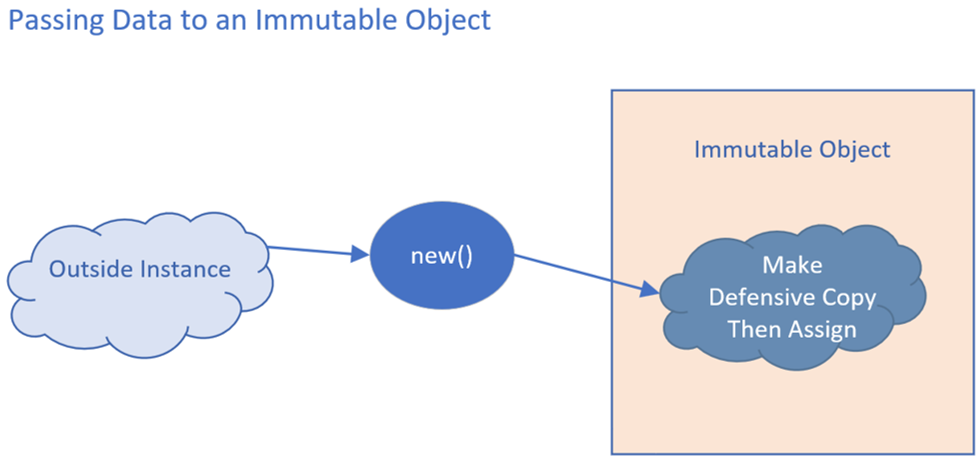 Passing Data to an Immutable Object
Immutable Object
Outside Instance
new()
Make
Defensive Copy
Then Assign